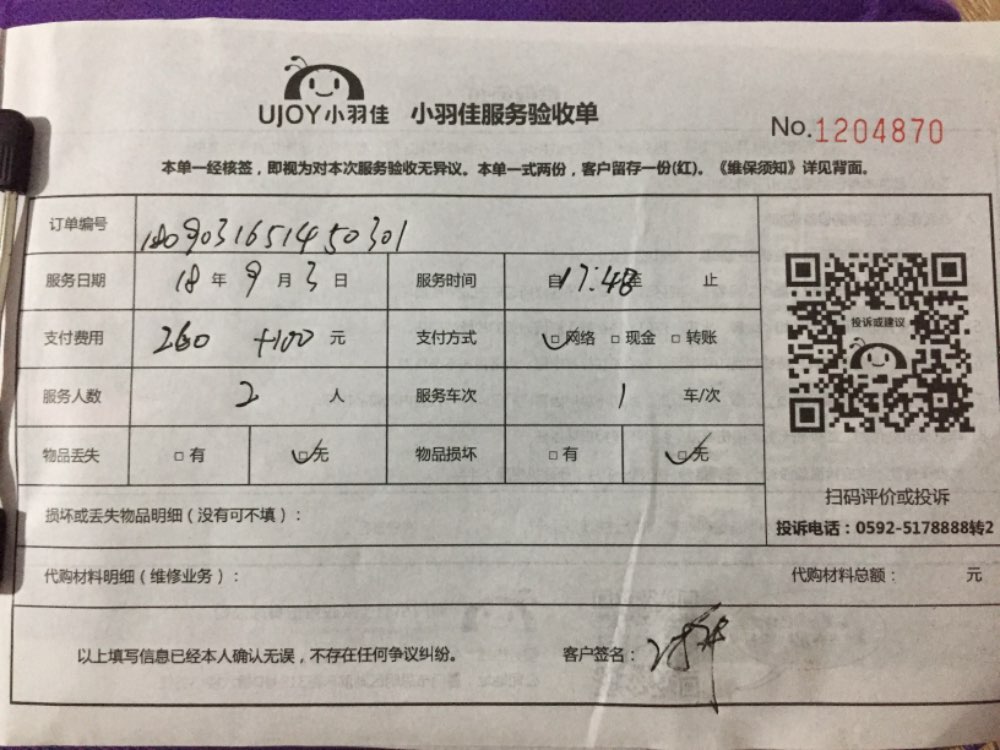 UJOY小羽佳 小羽佳服务验收单
No.1204870
本单一经核签，即视为对本次服务验收无异议。本单一式两份，客户留存一份(红)。《维保须知》详见背面。
订单编号 1809031651450301
服务日期 18 年 9 月 3 日 服务时间 自17:48至 止
支付费用 260 +100 元 支付方式 □网络 □现金 □转账
服务人数 2 人 服务车次 1 车/次
物品丢失 □有 □无 物品损坏 □有 □无
损坏或丢失物品明细（没有可不填）：
代购材料明细（维修业务）： 代购材料总额： 元
以上填写信息已经本人确认无误，不存在任何争议纠纷。 客户签名：
投诉或建议
扫码评价或投诉
投诉电话：0592-5178888转2